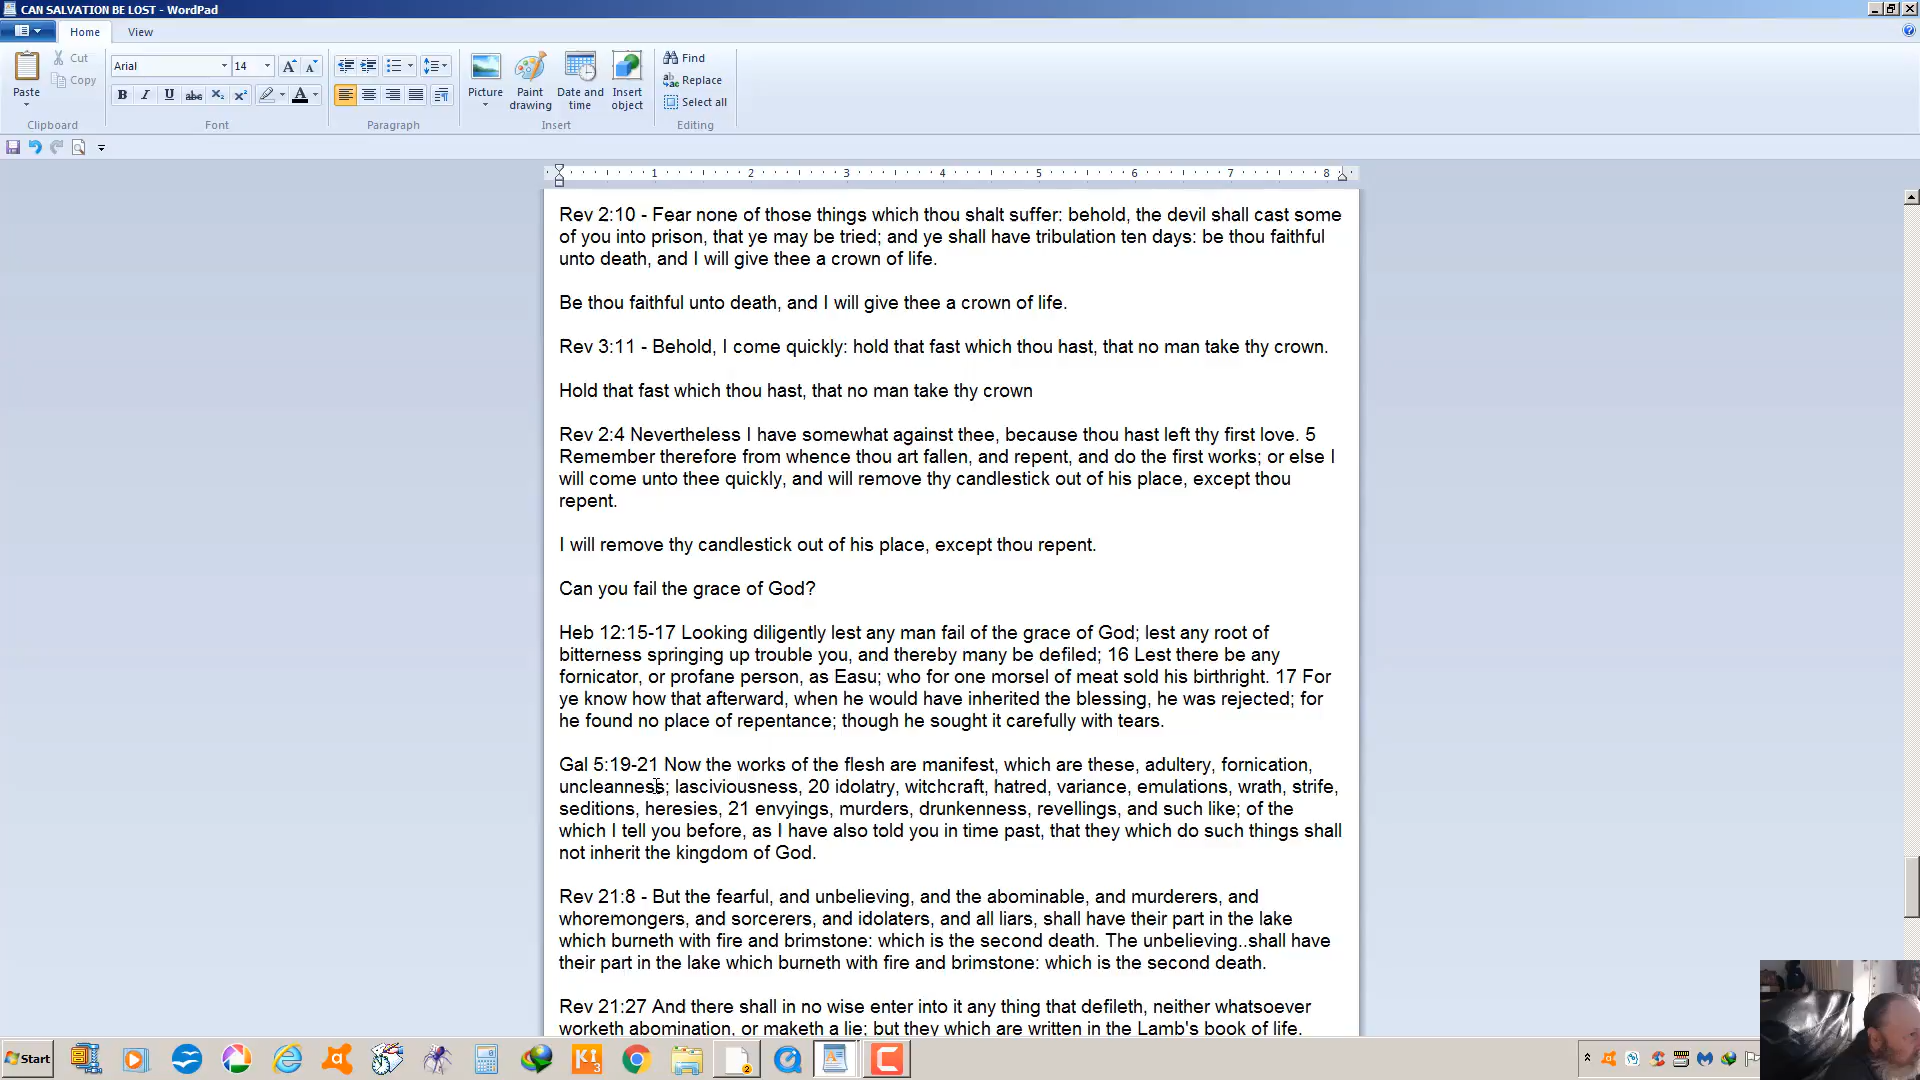 CAN SALVATION BE LOST - WordPad
Home
View
Paste
Cut
Copy
Clipboard
Arial
14
Font
Paragraph
Picture
Paint drawing
Date and time
Insert object
Insert
Find
Replace
Select all
Editing
1 2 3 4 5 6 7 8
Rev 2:10 - Fear none of those things which thou shalt suffer: behold, the devil shall cast some
of you into prison, that ye may be tried; and ye shall have tribulation ten days: be thou faithful
unto death, and I will give thee a crown of life.
Be thou faithful unto death, and I will give thee a crown of life.
Rev 3:11 - Behold, I come quickly: hold that fast which thou hast, that no man take thy crown.
Hold that fast which thou hast, that no man take thy crown
Rev 2:4 Nevertheless I have somewhat against thee, because thou hast left thy first love. 5
Remember therefore from whence thou art fallen, and repent, and do the first works; or else I
will come unto thee quickly, and will remove thy candlestick out of his place, except thou
repent.
I will remove thy candlestick out of his place, except thou repent.
Can you fail the grace of God?
Heb 12:15-17 Looking diligently lest any man fail of the grace of God; lest any root of
bitterness springing up trouble you, and thereby many be defiled; 16 Lest there be any
fornicator, or profane person, as Easu; who for one morsel of meat sold his birthright. 17 For
ye know how that afterward, when he would have inherited the blessing, he was rejected; for
he found no place of repentance; though he sought it carefully with tears.
Gal 5:19-21 Now the works of the flesh are manifest, which are these, adultery, fornication,
uncleanness; lasciviousness, 20 idolatry, witchcraft, hatred, variance, emulations, wrath, strife,
seditions, heresies, 21 envyings, murders, drunkenness, revellings, and such like; of the
which I tell you before, as I have also told you in time past, that they which do such things shall
not inherit the kingdom of God.
Rev 21:8 - But the fearful, and unbelieving, and the abominable, and murderers, and
whoremongers, and sorcerers, and idolaters, and all liars, shall have their part in the lake
which burneth with fire and brimstone: which is the second death. The unbelieving..shall have
their part in the lake which burneth with fire and brimstone: which is the second death.
Rev 21:27 And there shall in no wise enter into it any thing that defileth, neither whatsoever
worketh abomination, or maketh a lie; but they which are written in the Lamb's book of life.
Start